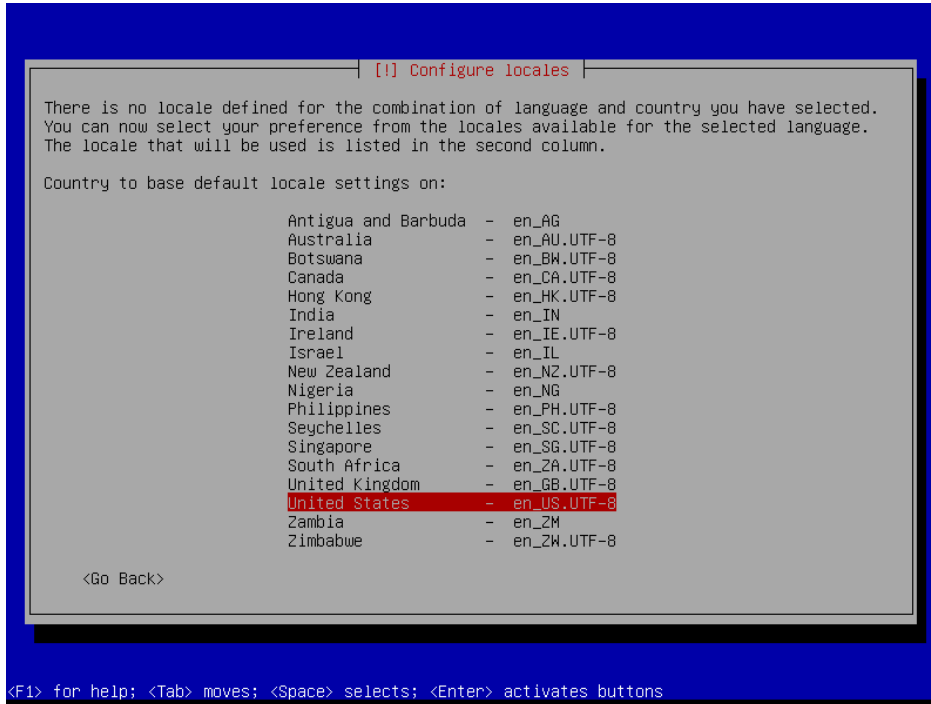 [!] Configure locales
There is no locale defined for the combination of language and country you have selected.
You can now select your preference from the locales available for the selected language.
The locale that will be used is listed in the second column.
Country to base default locale settings on:
Antigua and Barbuda - en_AG
Australia - en_AU.UTF-8
Botswana - en_BW.UTF-8
Canada - en_CA.UTF-8
Hong Kong - en_HK.UTF-8
India - en_IN
Ireland - en_IE.UTF-8
Israel - en_IL
New Zealand - en_NZ.UTF-8
Nigeria - en_NG
Philippines - en_PH.UTF-8
Seychelles - en_SC.UTF-8
Singapore - en_SG.UTF-8
South Africa - en_ZA.UTF-8
United Kingdom - en_GB.UTF-8
United States - en_US.UTF-8
Zambia - en_ZM
Zimbabwe - en_ZW.UTF-8
<Go Back>
<F1> for help; <Tab> moves; <Space> selects; <Enter> activates buttons